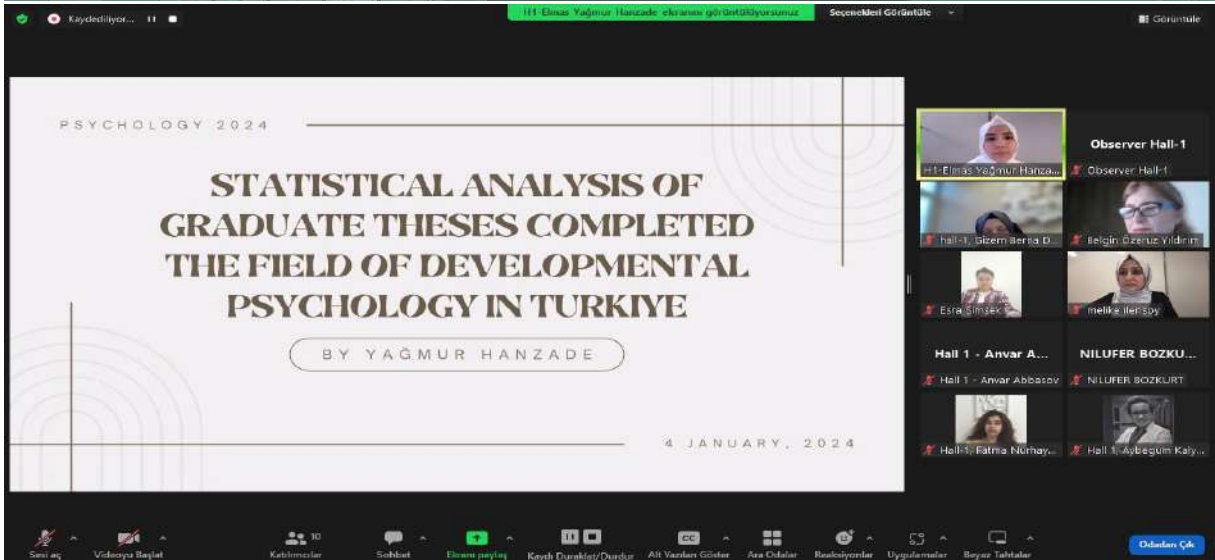 Kaydediliyor...
H1-Elmas Yağmur Hanzade ekranını görüntülüyorsunuz
Seçenekleri Görüntüle
Görüntüle
PSYCHOLOGY 2024
STATISTICAL ANALYSIS OF
GRADUATE THESES COMPLETED
THE FIELD OF DEVELOPMENTAL
PSYCHOLOGY IN TURKIYE
BY YAĞMUR HANZADE
4 JANUARY, 2024
H1-Elmas Yağmur Hanza...
Observer Hall-1
Observer Hall-1
hall-1, Gizem Berna D...
Belgin Özeruz Yıldırım
Esra Şimşek
melike ilerisoy
Hall 1 - Anvar A...
Hall 1 - Anvar Abbasov
NILUFER BOZKU...
NILUFER BOZKURT
Hall-1, Fatma Nurhay...
Hall 1, Aybegum Kaly...
Sesi aç
Videoyu Başlat
10
Katılımcılar
Sohbet
Ekranı paylaş
Kaydı Duraklat/Durdur
CC
Alt Yazıları Göster
Ara Odalar
Reaksiyonlar
Uygulamalar
Beyaz Tahtalar
Odadan Çık